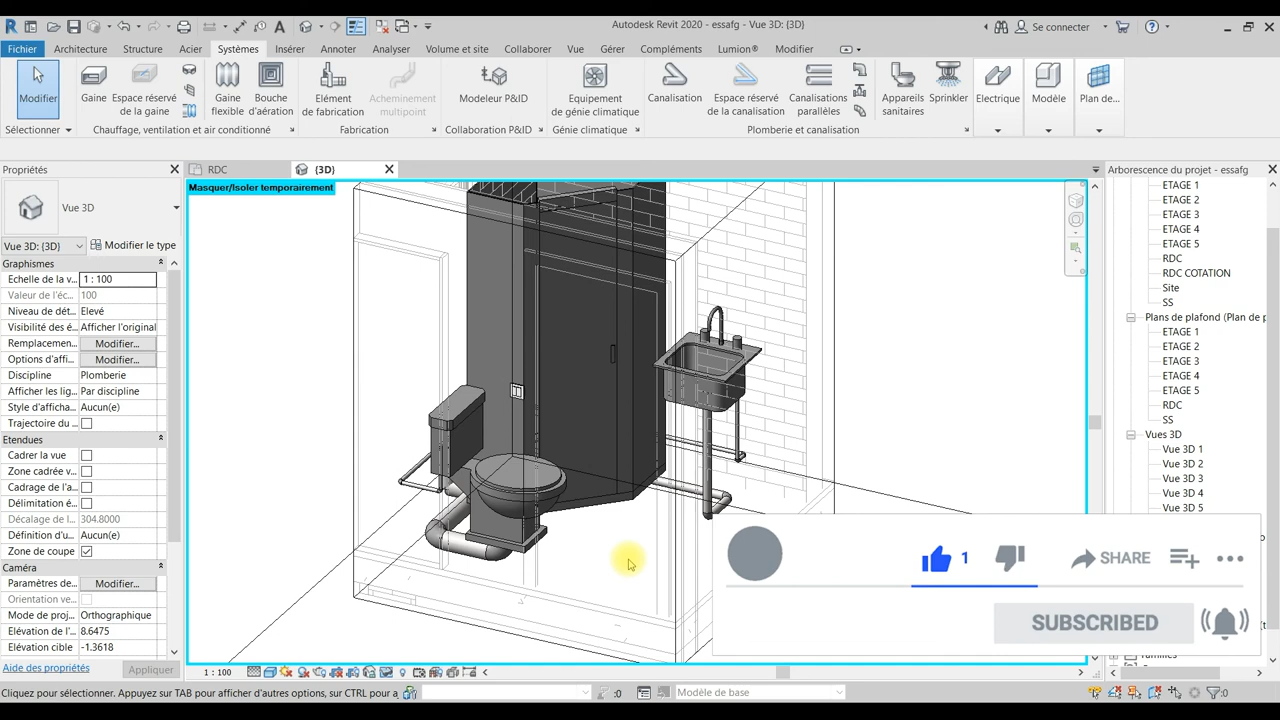 Autodesk Revit 2020 - essafg - Vue 3D: {3D}
Se connecter
Fichier Architecture Structure Acier Systèmes Insérer Annoter Analyser Volume et site Collaborer Vue Gérer Compléments Lumion® Modifier
Modifier
Gaine
Espace réservé de la gaine
Gaine flexible
Bouche d'aération
Elément de fabrication
Acheminement multipoint
Modeleur P&ID
Equipement de génie climatique
Canalisation
Espace réservé de la canalisation
Canalisations parallèles
Appareils sanitaires
Sprinkler
Electrique
Modèle
Plan de...
Sélectionner
Chauffage, ventilation et air conditionné
Fabrication
Collaboration P&ID
Génie climatique
Plomberie et canalisation
Propriétés
RDC
{3D}
Arborescence du projet - essafg
Masquer/Isoler temporairement
Vue 3D
Vue 3D: {3D}
Modifier le type
Graphismes
Echelle de la v... 1 : 100
Valeur de l'éc... 100
Niveau de dét... Elevé
Visibilité des é... Afficher l'original
Remplacemen... Modifier...
Options d'affi... Modifier...
Discipline Plomberie
Afficher les lig... Par discipline
Style d'afficha... Aucun(e)
Trajectoire du ...
Etendues
Cadrer la vue
Zone cadrée v...
Cadrage de l'a...
Délimitation é...
Décalage de l... 304.8000
Définition d'u... Aucun(e)
Zone de coupe
Caméra
Paramètres de... Modifier...
Orientation ve...
Mode de proj... Orthographique
Elévation de l'... 8.6475
Elévation cible -1.3618
Aide des propriétés
Appliquer
ETAGE 1
ETAGE 2
ETAGE 3
ETAGE 4
ETAGE 5
RDC
RDC COTATION
Site
SS
Plans de plafond (Plan de p
ETAGE 1
ETAGE 2
ETAGE 3
ETAGE 4
ETAGE 5
RDC
SS
Vues 3D
Vue 3D 1
Vue 3D 2
Vue 3D 3
Vue 3D 4
Vue 3D 5
1
SHARE
SUBSCRIBED
1 : 100
Cliquez pour sélectionner. Appuyez sur TAB pour afficher d'autres options, sur CTRL pour a
:0
Modèle de base
:0